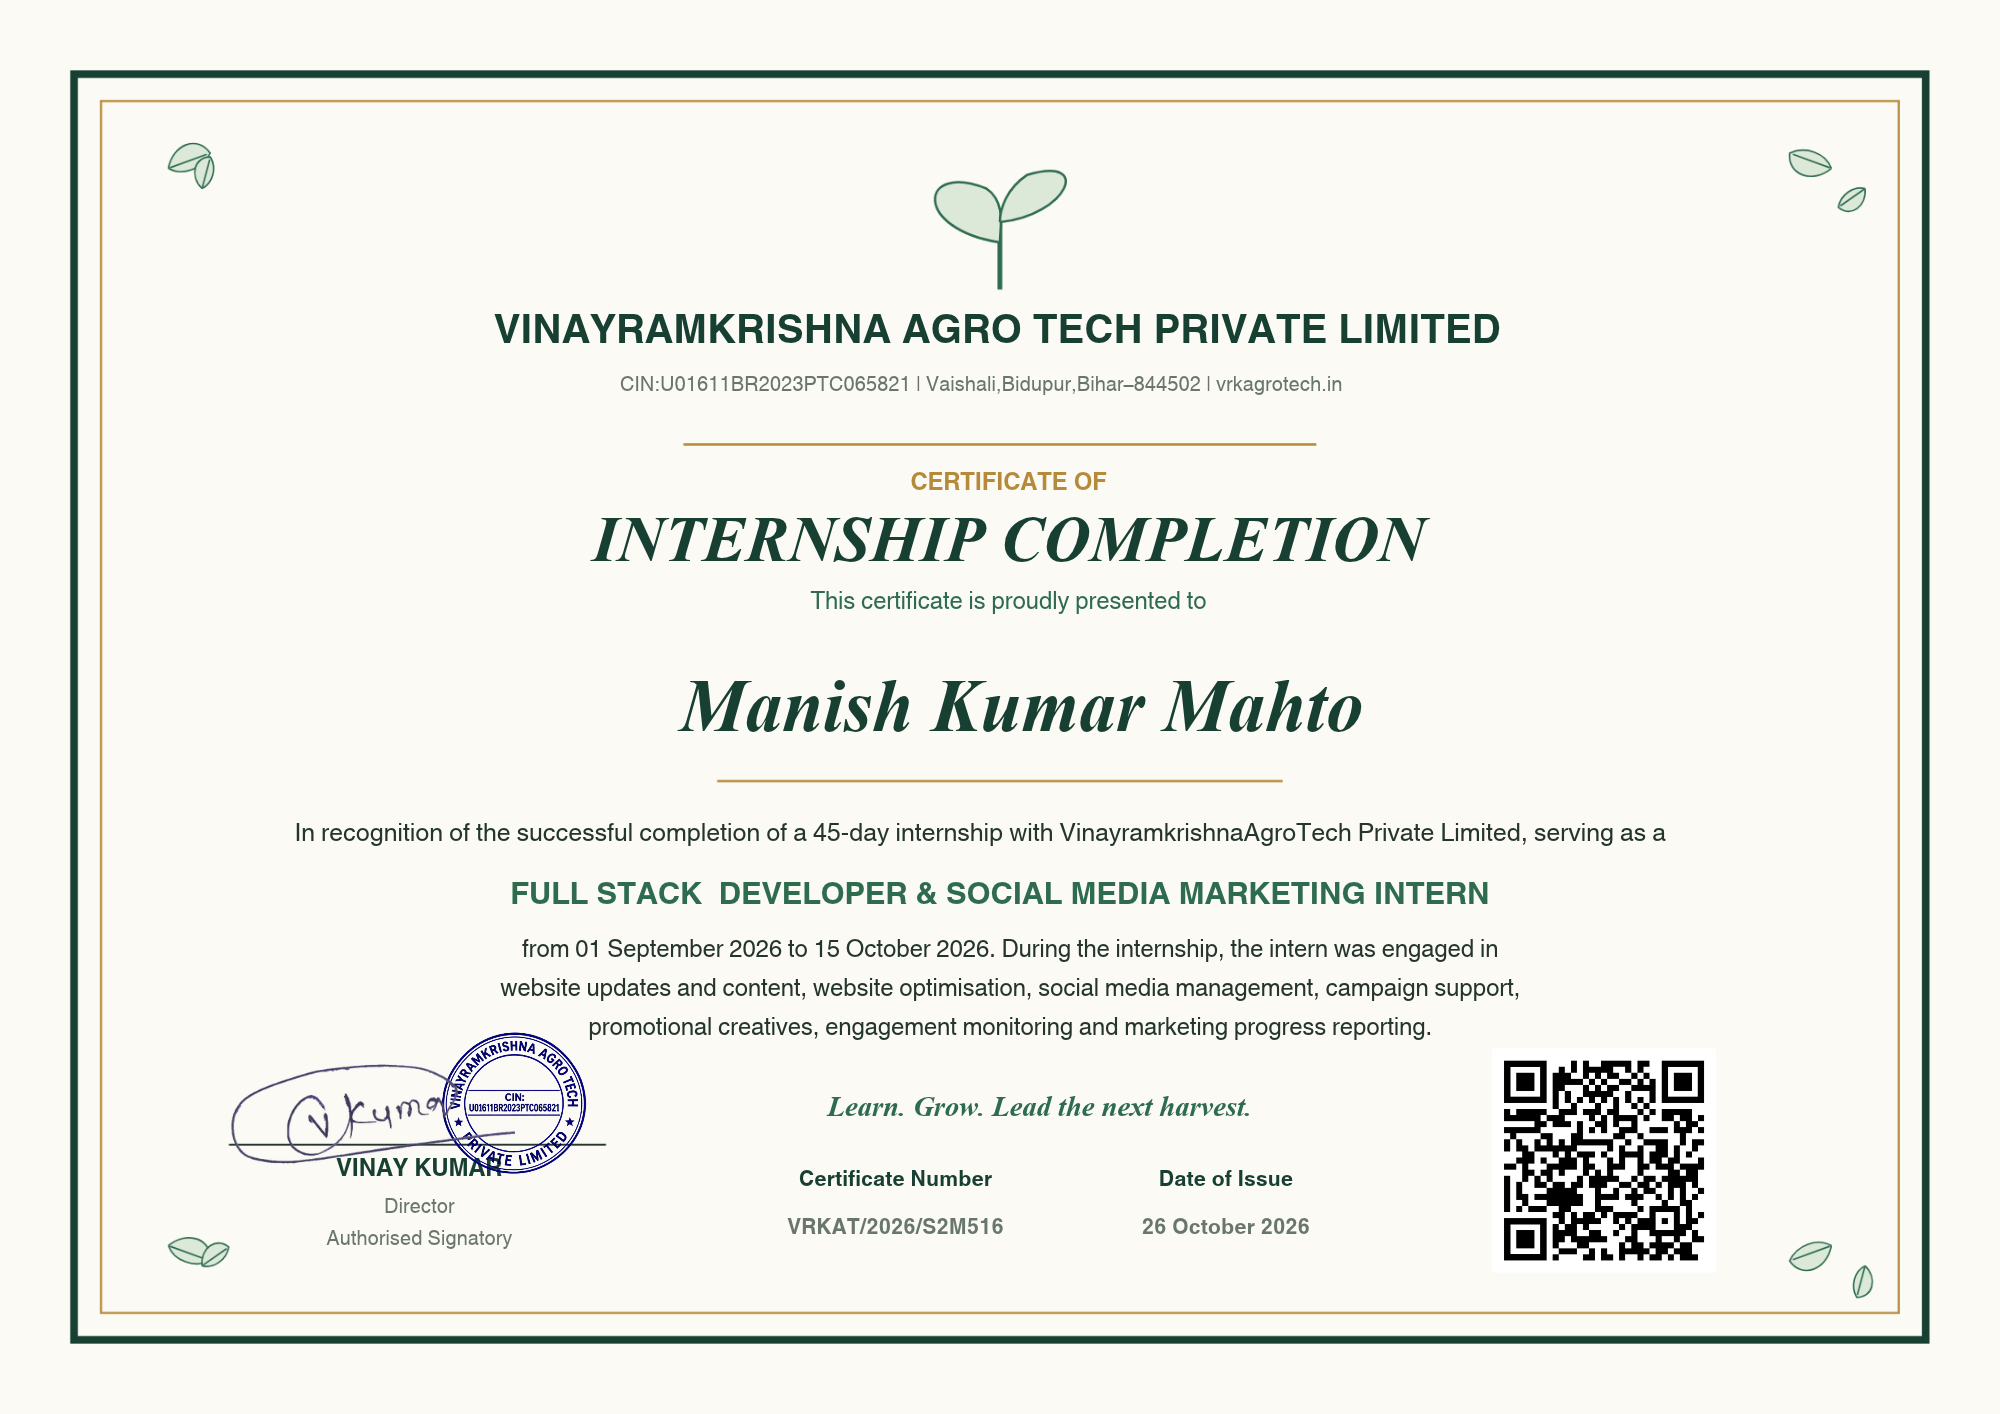 VINAYRAMKRISHNA AGRO TECH PRIVATE LIMITED
CIN:U01611BR2023PTC065821 | Vaishali,Bidupur,Bihar–844502 | vrkagrotech.in
CERTIFICATE OF
INTERNSHIP COMPLETION
This certificate is proudly presented to
Manish Kumar Mahto
In recognition of the successful completion of a 45-day internship with VinayramkrishnaAgroTech Private Limited, serving as a
FULL STACK  DEVELOPER & SOCIAL MEDIA MARKETING INTERN
from 01 September 2026 to 15 October 2026. During the internship, the intern was engaged in
website updates and content, website optimisation, social media management, campaign support,
promotional creatives, engagement monitoring and marketing progress reporting.
V Kumar
VINAYRAMKRISHNA AGRO TECH
CIN:
U01611BR2023PTC065821
★ PRIVATE LIMITED ★
VINAY KUMAR
Director
Authorised Signatory
Learn. Grow. Lead the next harvest.
Certificate Number
VRKAT/2026/S2M516
Date of Issue
26 October 2026